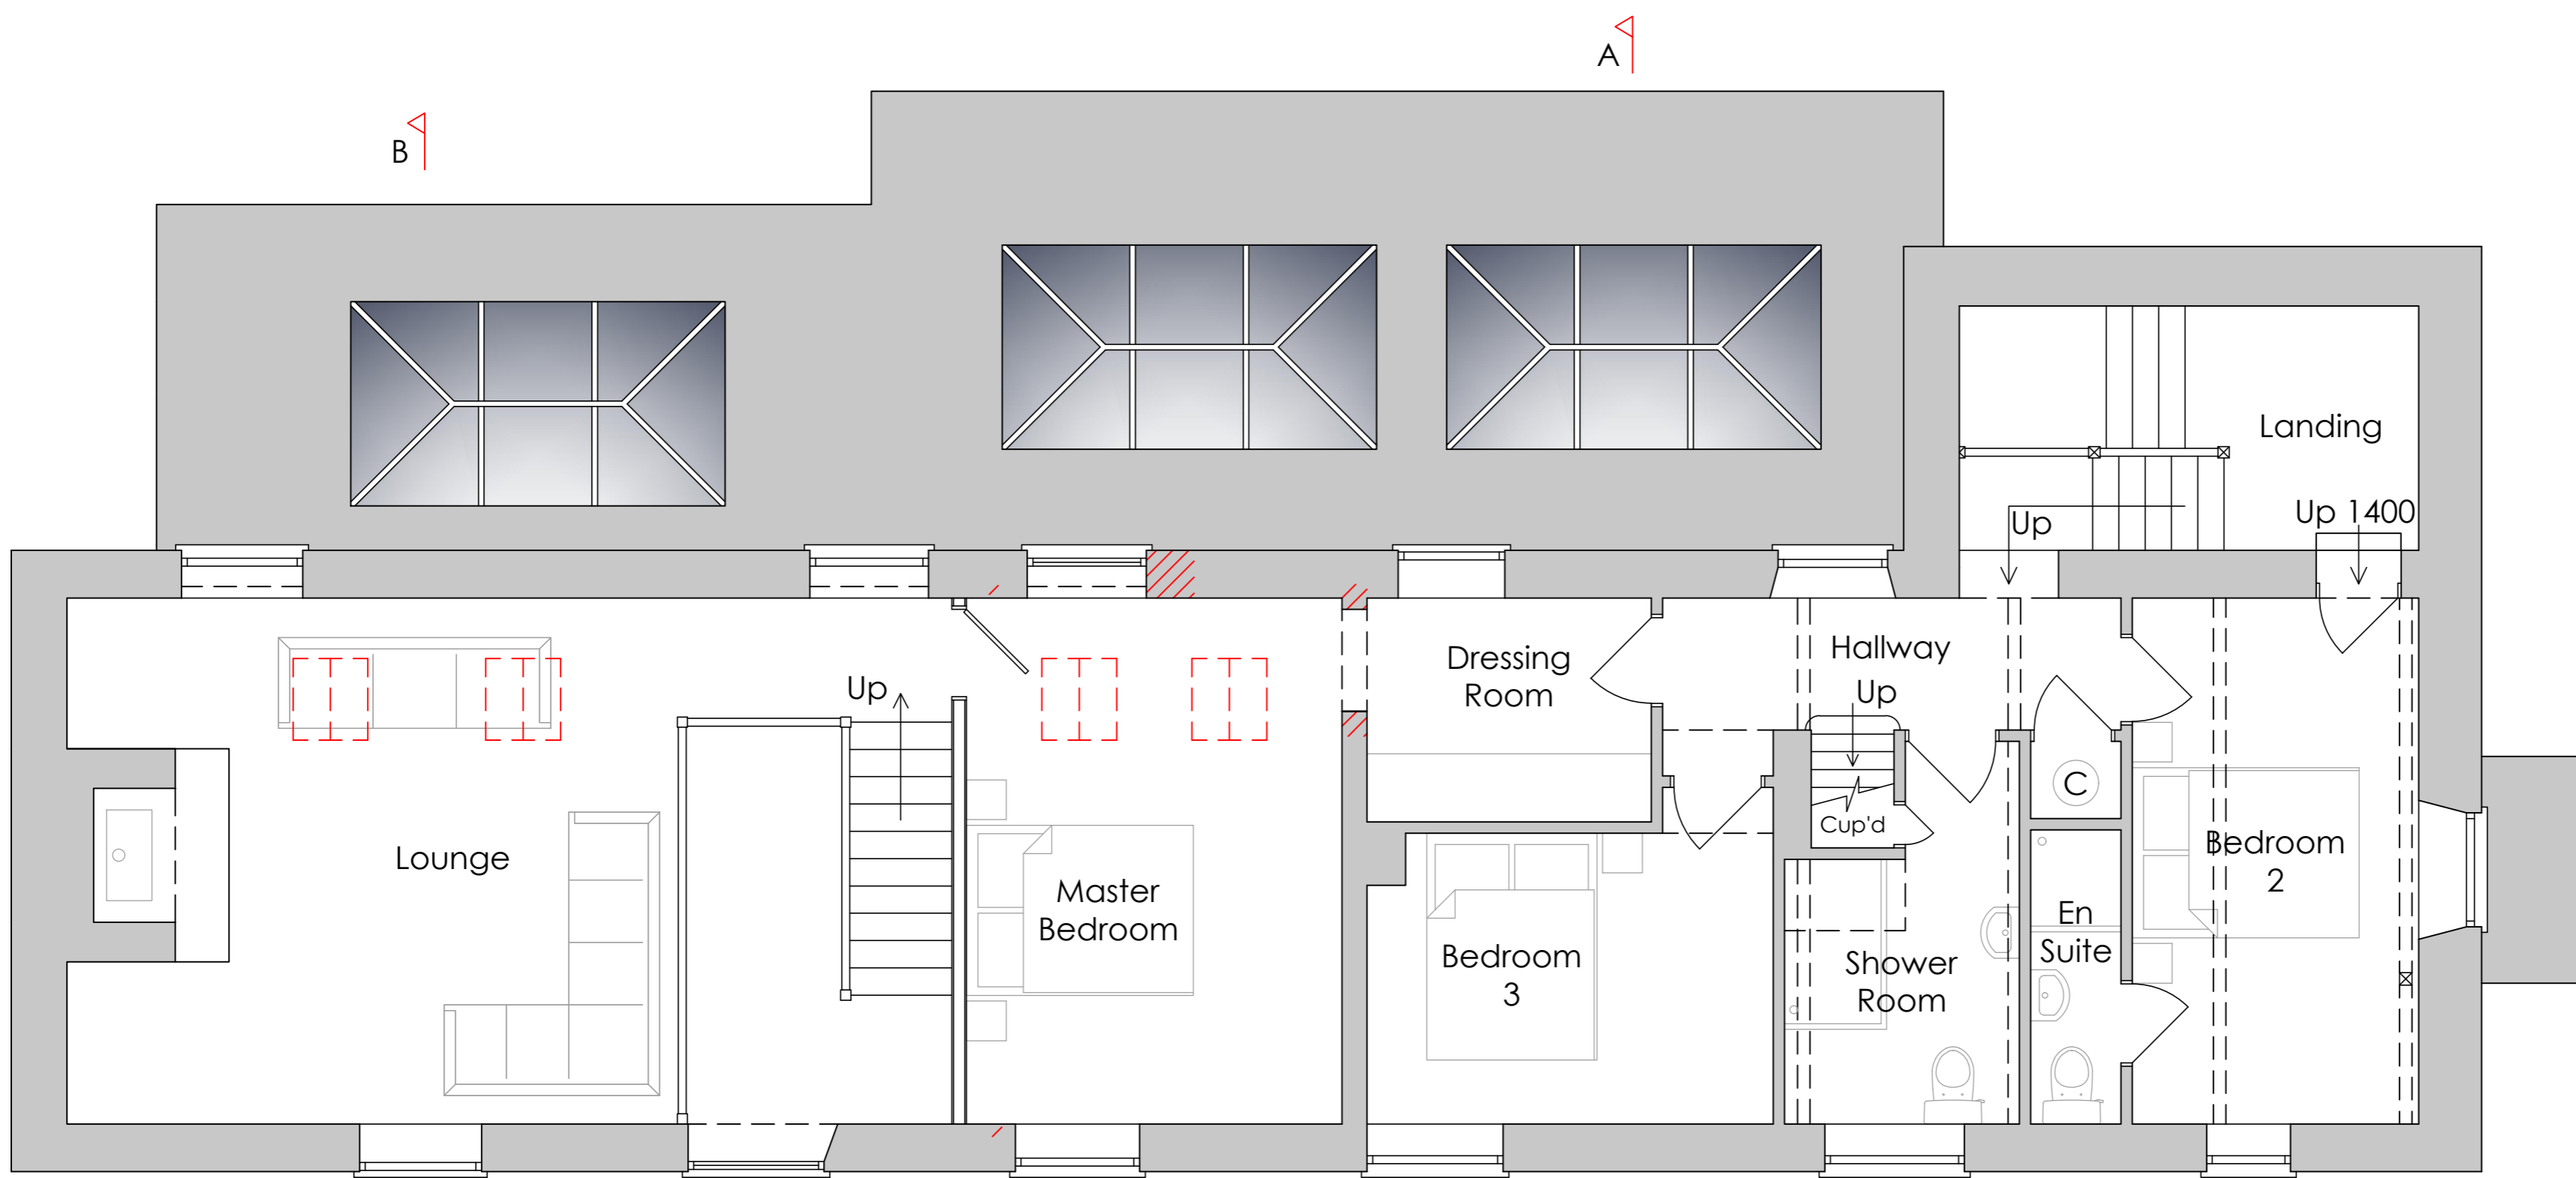 A
B
Landing
Up
Up 1400
Up
Dressing
Room
Hallway
Up
C
Cup'd
Lounge
Master
Bedroom
Bedroom
2
Bedroom
3
Shower
Room
En
Suite